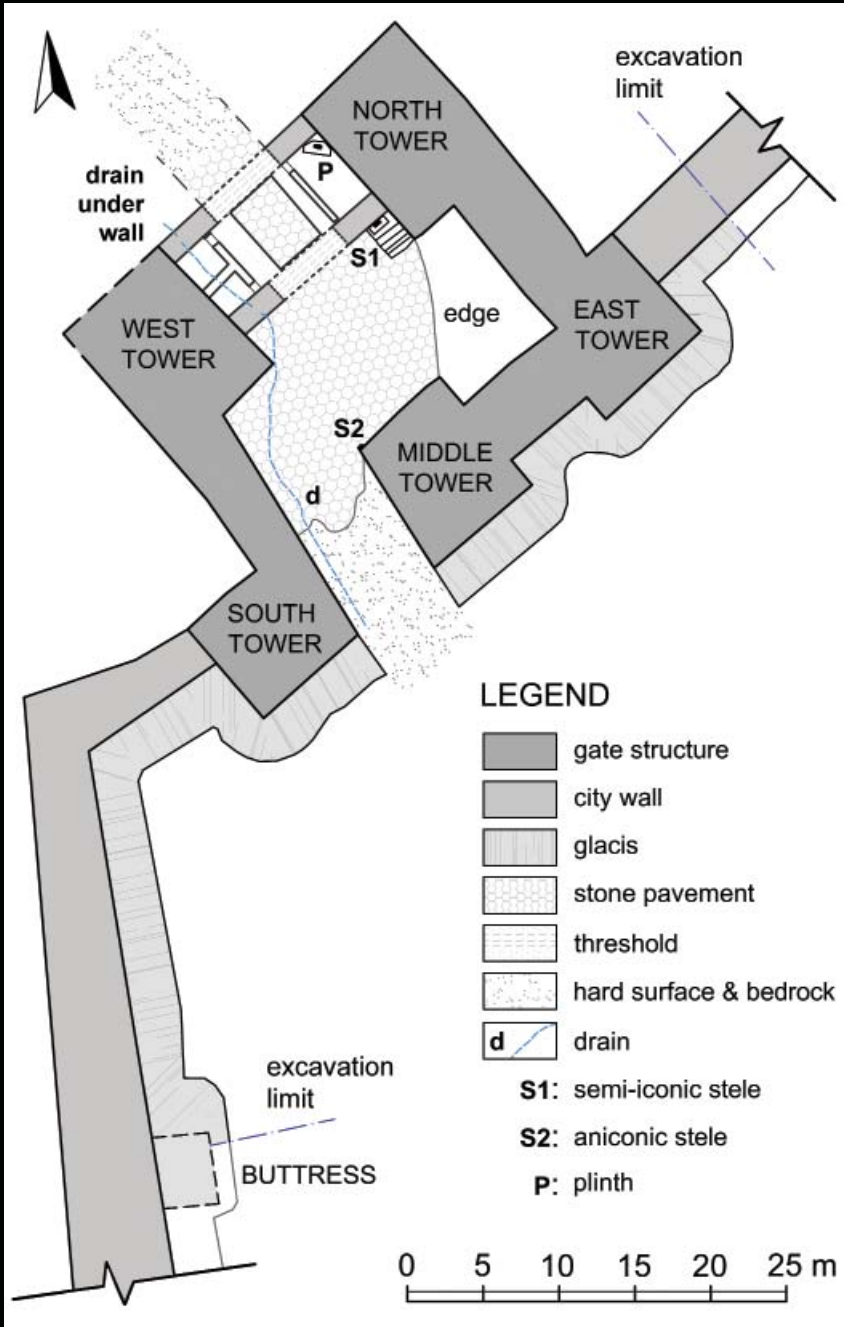 excavation
limit
NORTH
TOWER
drain
under
wall
P
S1
edge
WEST
TOWER
EAST
TOWER
S2
MIDDLE
TOWER
d
SOUTH
TOWER
LEGEND
gate structure
city wall
glacis
stone pavement
threshold
hard surface & bedrock
d drain
S1: semi-iconic stele
S2: aniconic stele
P: plinth
excavation
limit
BUTTRESS
0 5 10 15 20 25 m